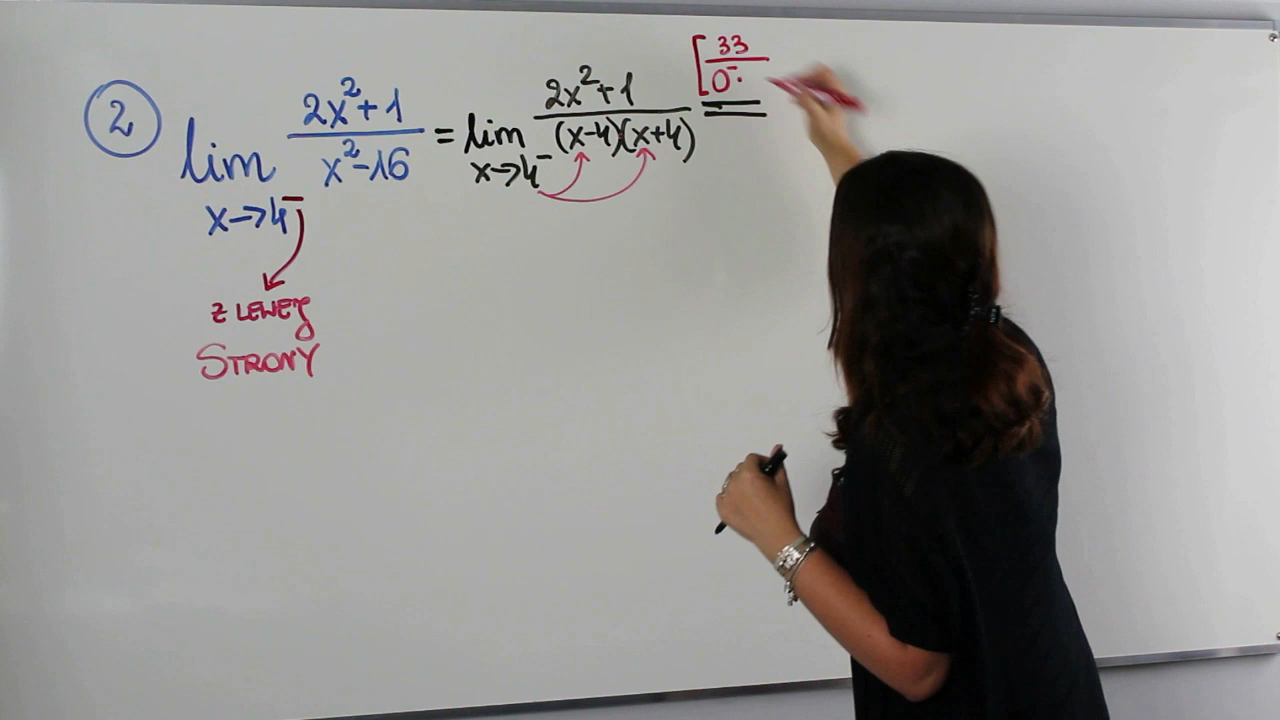 2
lim x→4⁻ (2x²+1)/(x²-16) = lim x→4⁻ (2x²+1)/((x-4)(x+4)) = [33/0⁻·
Z LEWEJ
STRONY